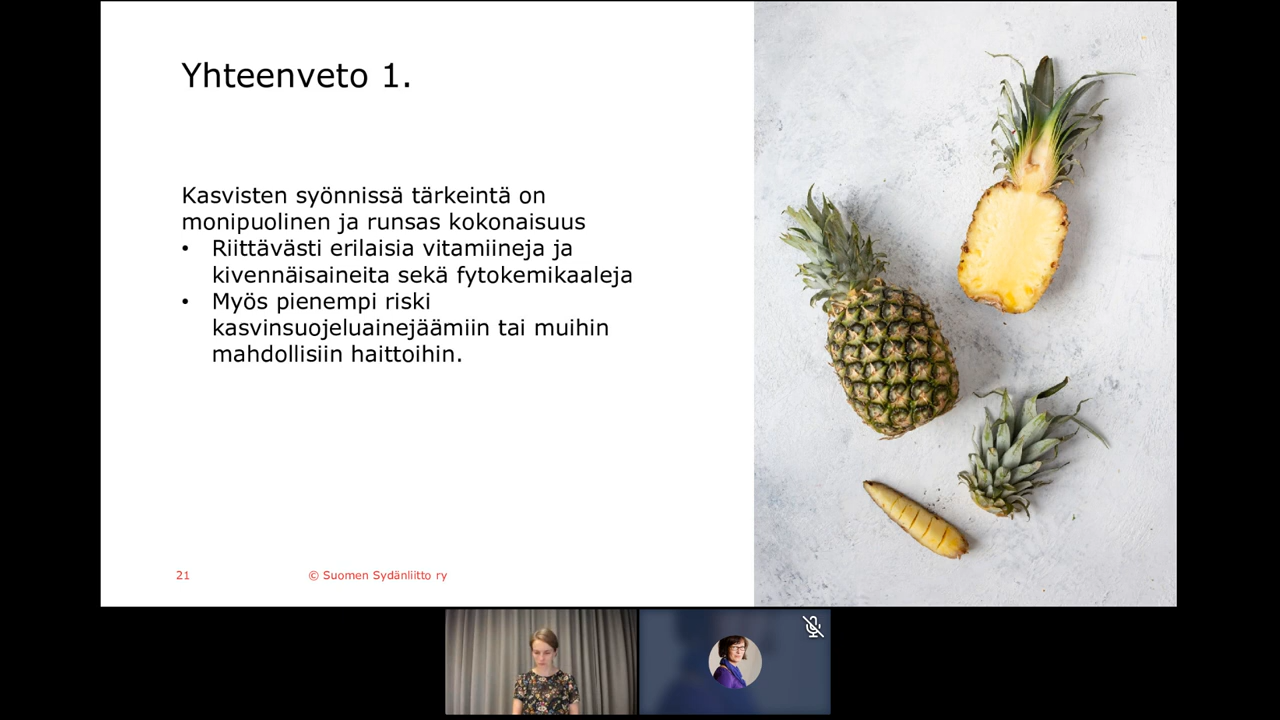 Yhteenveto 1.
Kasvisten syönnissä tärkeintä on
monipuolinen ja runsas kokonaisuus
• Riittävästi erilaisia vitamiineja ja
kivennäisaineita sekä fytokemikaaleja
• Myös pienempi riski
kasvinsuojeluainejäämiin tai muihin
mahdollisiin haittoihin.
21
© Suomen Sydänliitto ry